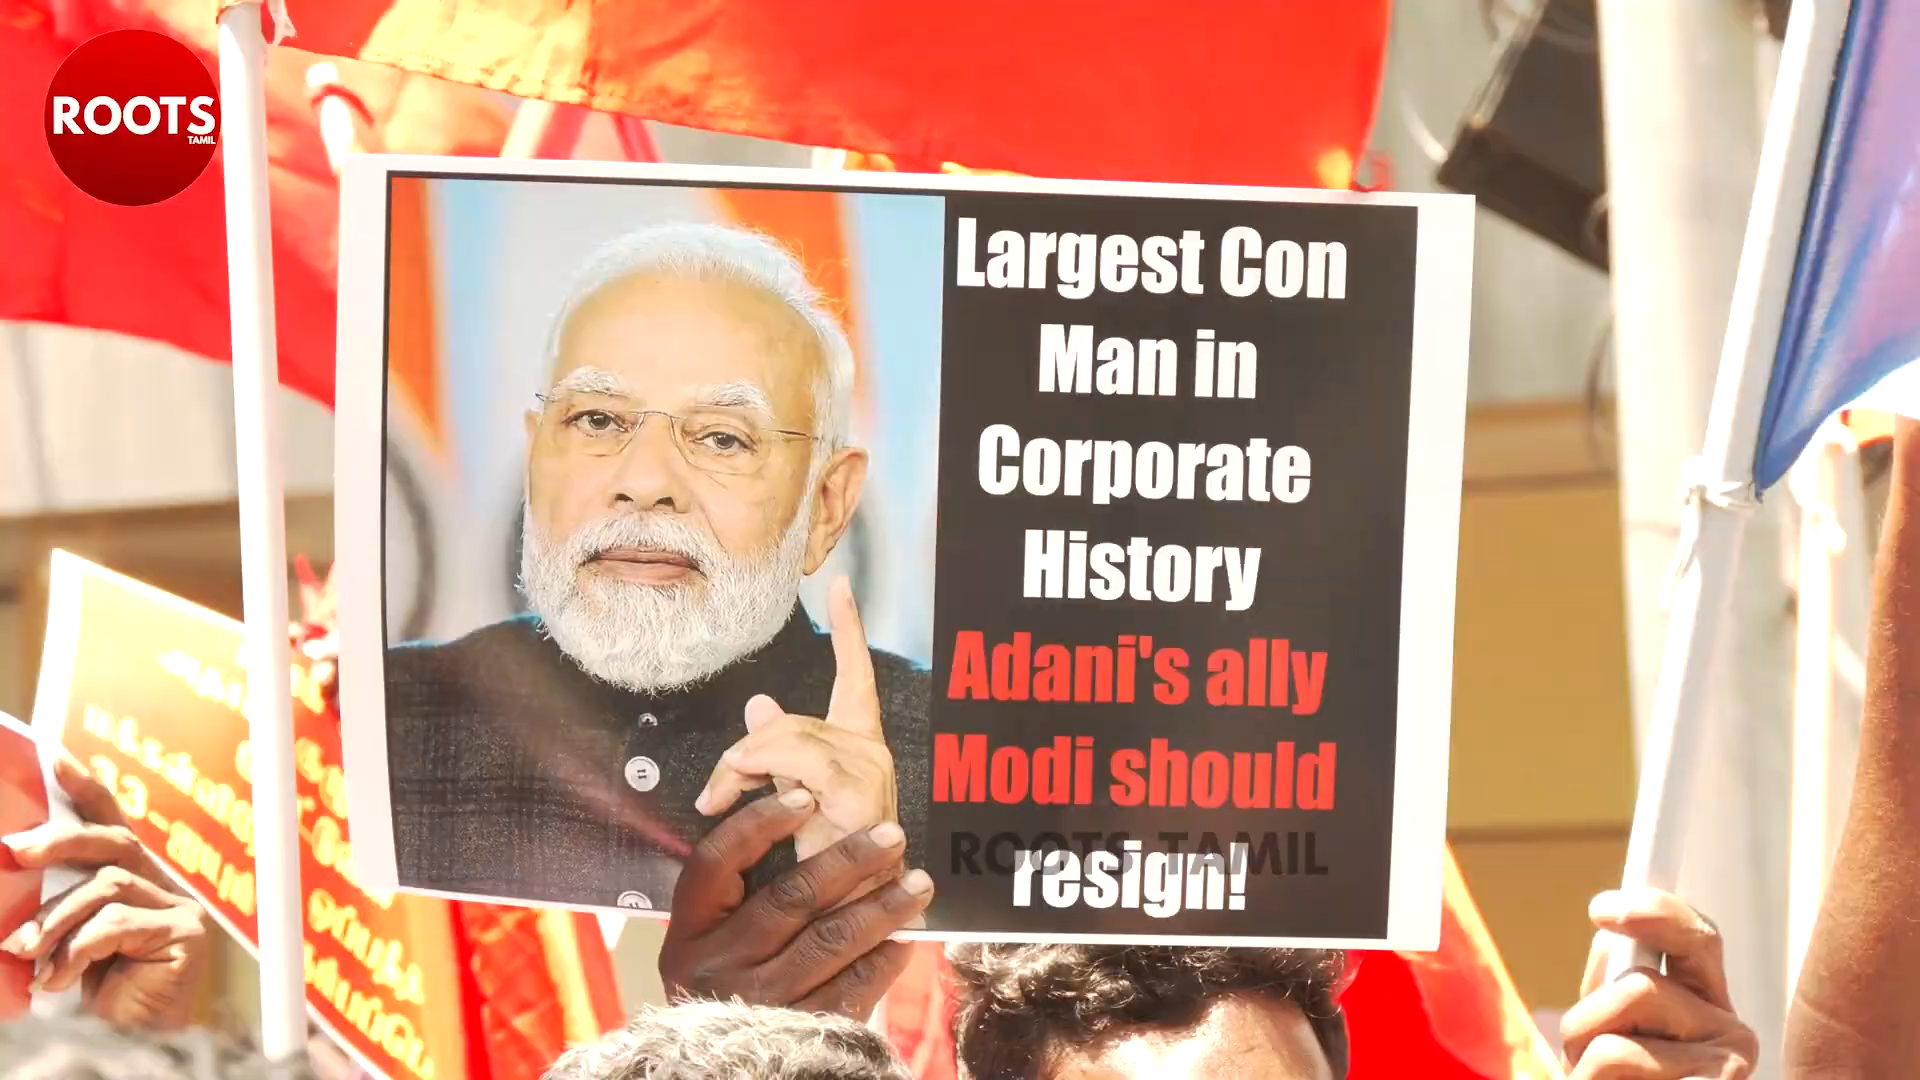 ROOTS
TAMIL
Largest Con
Man in
Corporate
History
Adani's ally
Modi should
resign!
ROOTS TAMIL